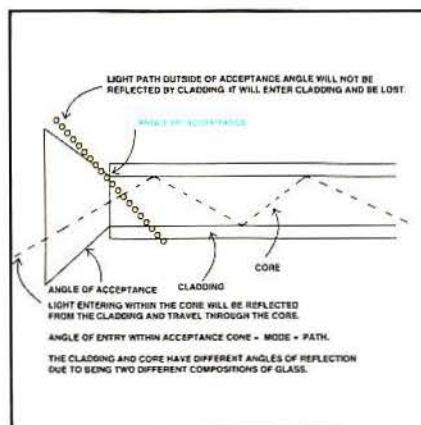 LIGHT PATH OUTSIDE OF ACCEPTANCE ANGLE WILL NOT BE
REFLECTED BY CLADDING. IT WILL ENTER CLADDING AND BE LOST.
ANGLE OF ACCEPTANCE
CORE
CLADDING
ANGLE OF ACCEPTANCE
LIGHT ENTERING WITHIN THE CONE WILL BE REFLECTED
FROM THE CLADDING AND TRAVEL THROUGH THE CORE.
ANGLE OF ENTRY WITHIN ACCEPTANCE CONE = MODE = PATH.
THE CLADDING AND CORE HAVE DIFFERENT ANGLES OF REFLECTION
DUE TO BEING TWO DIFFERENT COMPOSITIONS OF GLASS.